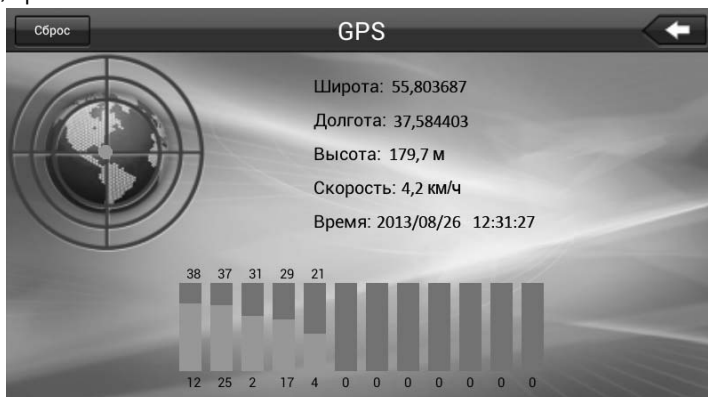 Сброс
GPS
Широта: 55,803687
Долгота: 37,584403
Высота: 179,7 м
Скорость: 4,2 км/ч
Время: 2013/08/26 12:31:27
38 37 31 29 21
12 25 2 17 4 0 0 0 0 0 0 0